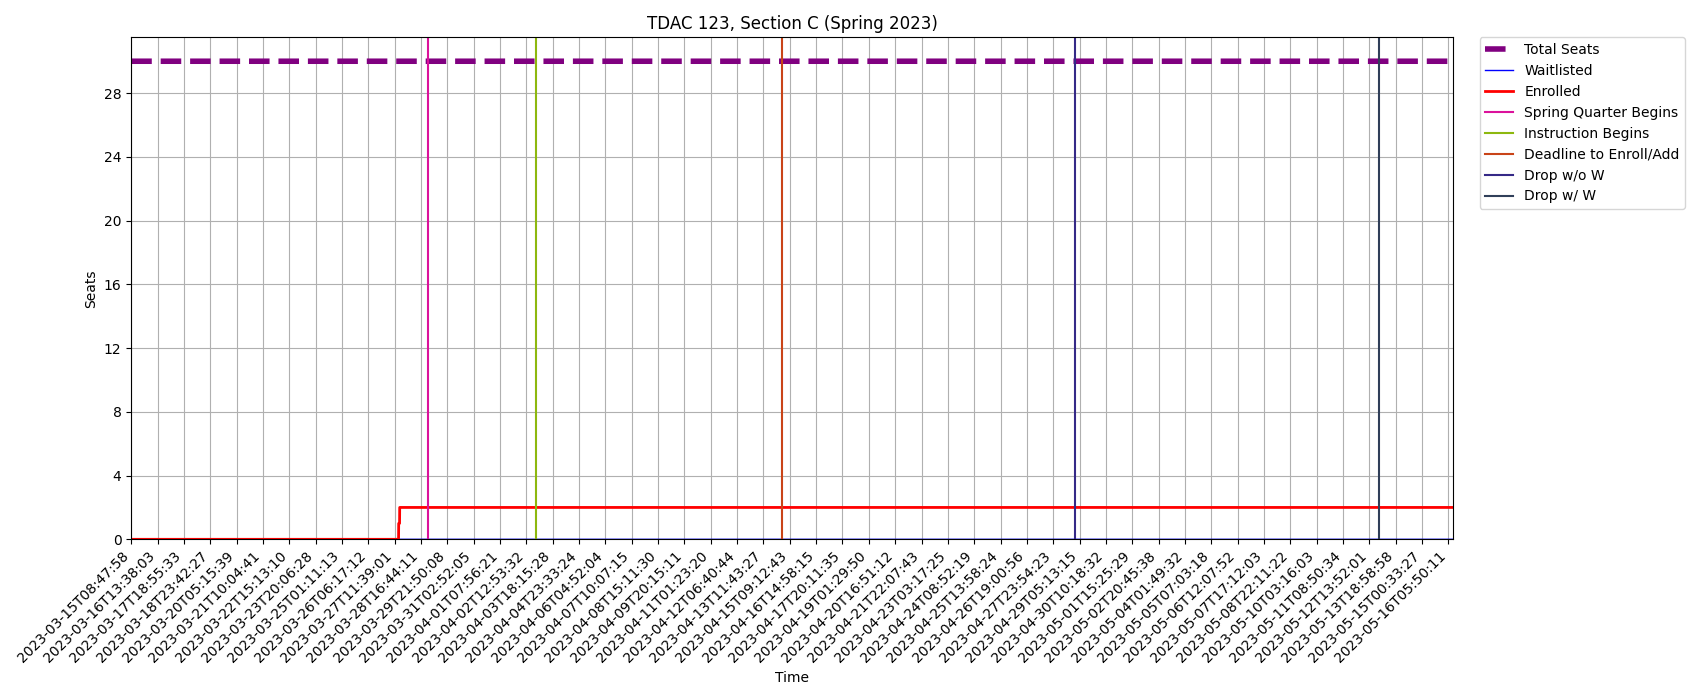 TDAC 123, Section C (Spring 2023)
Total Seats
Waitlisted
Enrolled
Spring Quarter Begins
Instruction Begins
Deadline to Enroll/Add
Drop w/o W
Drop w/ W
28
24
20
16
12
8
4
0
Seats
2023-03-15T08:47:58
2023-03-16T13:38:03
2023-03-17T18:55:33
2023-03-18T23:42:27
2023-03-20T05:15:39
2023-03-21T10:04:41
2023-03-22T15:13:10
2023-03-23T20:06:28
2023-03-25T01:11:13
2023-03-26T06:17:12
2023-03-27T11:39:01
2023-03-28T16:44:11
2023-03-29T21:50:08
2023-03-31T02:52:05
2023-04-01T07:56:21
2023-04-02T12:53:32
2023-04-03T18:15:28
2023-04-04T23:33:24
2023-04-06T04:52:04
2023-04-07T10:07:15
2023-04-08T15:11:30
2023-04-09T20:15:11
2023-04-11T01:23:20
2023-04-12T06:40:44
2023-04-13T11:43:27
2023-04-15T09:12:43
2023-04-16T14:58:15
2023-04-17T20:11:35
2023-04-19T01:29:50
2023-04-20T16:51:12
2023-04-21T22:07:43
2023-04-23T03:17:25
2023-04-24T08:52:19
2023-04-25T13:58:24
2023-04-26T19:00:56
2023-04-27T23:54:23
2023-04-29T05:13:15
2023-04-30T10:18:32
2023-05-01T15:25:29
2023-05-02T20:45:38
2023-05-04T01:49:32
2023-05-05T07:03:18
2023-05-06T12:07:52
2023-05-07T17:12:03
2023-05-08T22:11:22
2023-05-10T03:16:03
2023-05-11T08:50:34
2023-05-12T13:52:01
2023-05-13T18:58:58
2023-05-15T00:33:27
2023-05-16T05:50:11
Time